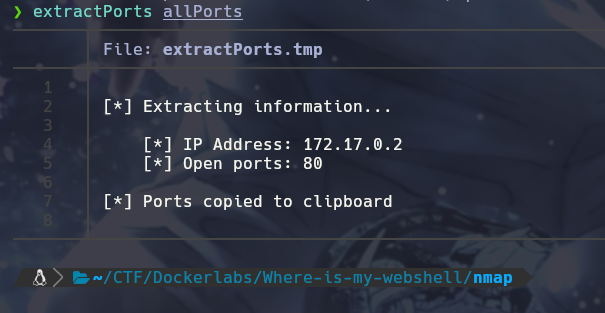 ❯ extractPorts allPorts
File: extractPorts.tmp
1
2 [*] Extracting information...
3
4 [*] IP Address: 172.17.0.2
5 [*] Open ports: 80
6
7 [*] Ports copied to clipboard
8
~/CTF/Dockerlabs/Where-is-my-webshell/nmap